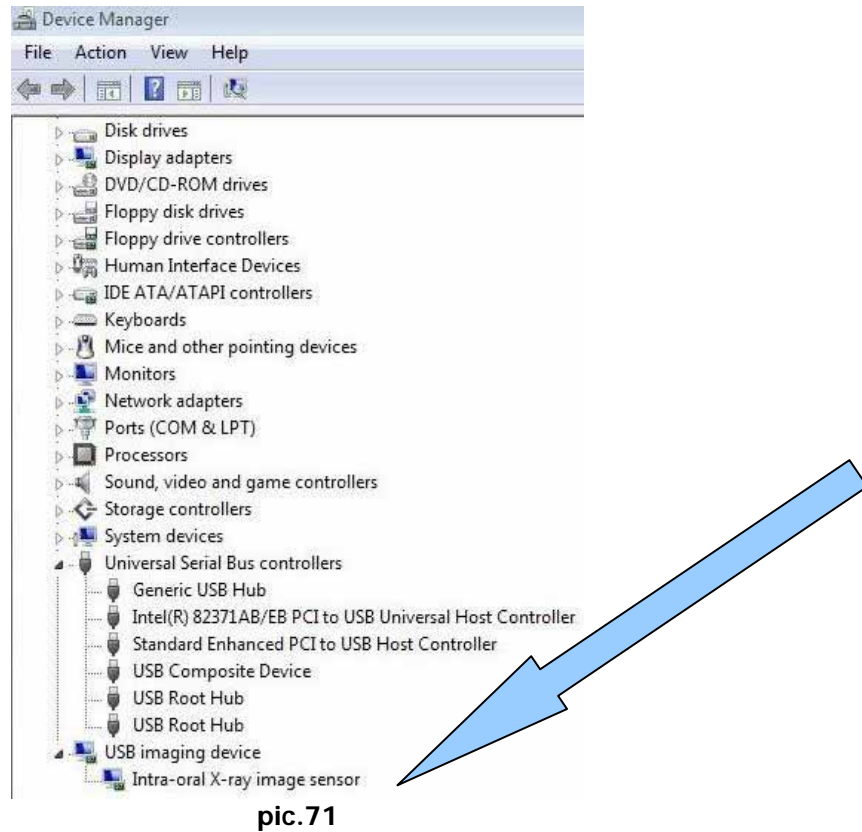 Device Manager
File Action View Help
Disk drives
Display adapters
DVD/CD-ROM drives
Floppy disk drives
Floppy drive controllers
Human Interface Devices
IDE ATA/ATAPI controllers
Keyboards
Mice and other pointing devices
Monitors
Network adapters
Ports (COM & LPT)
Processors
Sound, video and game controllers
Storage controllers
System devices
Universal Serial Bus controllers
Generic USB Hub
Intel(R) 82371AB/EB PCI to USB Universal Host Controller
Standard Enhanced PCI to USB Host Controller
USB Composite Device
USB Root Hub
USB Root Hub
USB imaging device
Intra-oral X-ray image sensor
pic.71